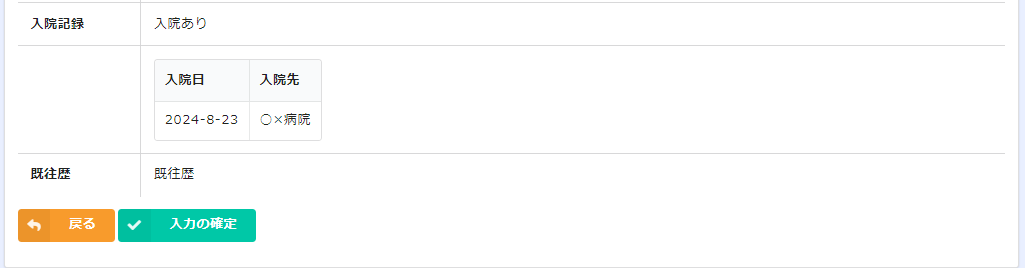 入院記録 入院あり
入院日 入院先
2024-8-23 〇×病院
既往歴 既往歴
戻る 入力の確定